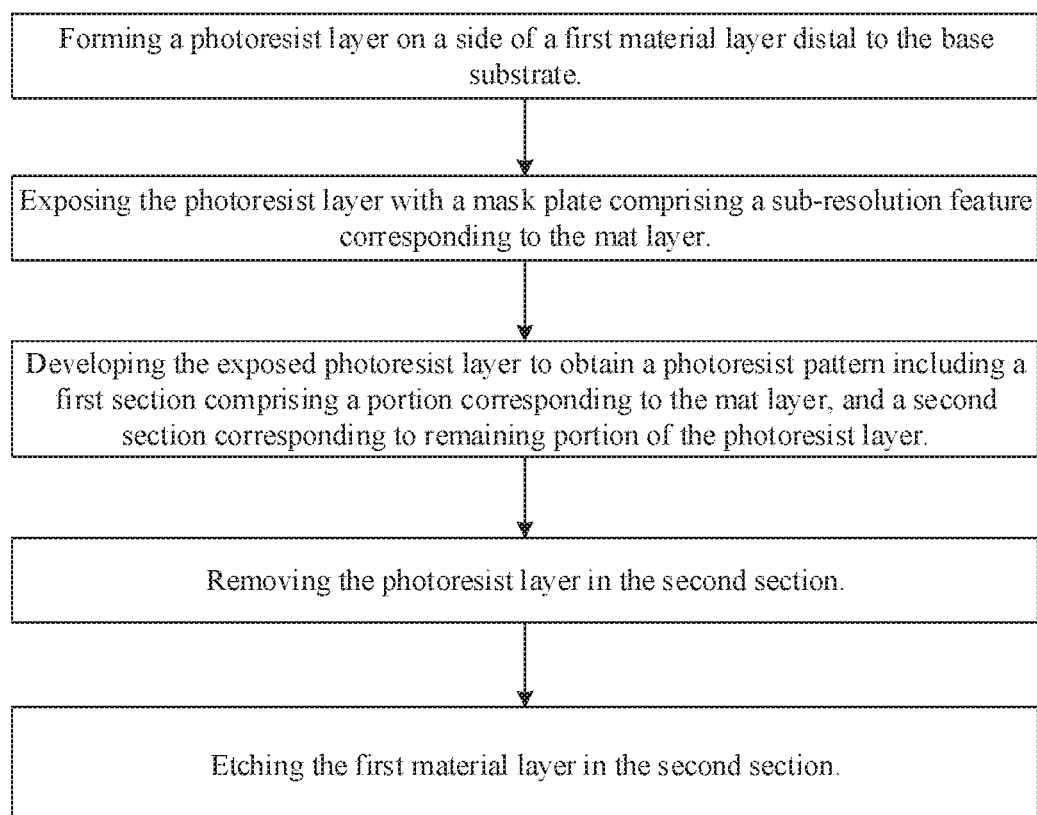 Forming a photoresist layer on a side of a first material layer distal to the base
substrate.
Exposing the photoresist layer with a mask plate comprising a sub-resolution feature
corresponding to the mat layer.
Developing the exposed photoresist layer to obtain a photoresist pattern including a
first section comprising a portion corresponding to the mat layer, and a second
section corresponding to remaining portion of the photoresist layer.
Removing the photoresist layer in the second section.
Etching the first material layer in the second section.